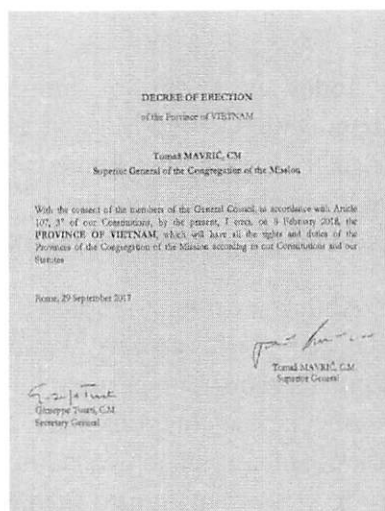 DECREE OF ERECTION
of the Province of VIETNAM
Tomaž MAVRIČ, CM
Superior General of the Congregation of the Mission
With the consent of the members of the General Council, in accordance with Article
107, 3° of our Constitutions, by the present, I erect, on 9 February 2018, the
PROVINCE OF VIETNAM, which will have all the rights and duties of the
Provinces of the Congregation of the Mission according to our Constitutions and our
Statutes
Rome, 29 September 2017
Tomaž MAVRIČ, C.M.
Superior General
Giuseppe Turati, C.M.
Secretary General